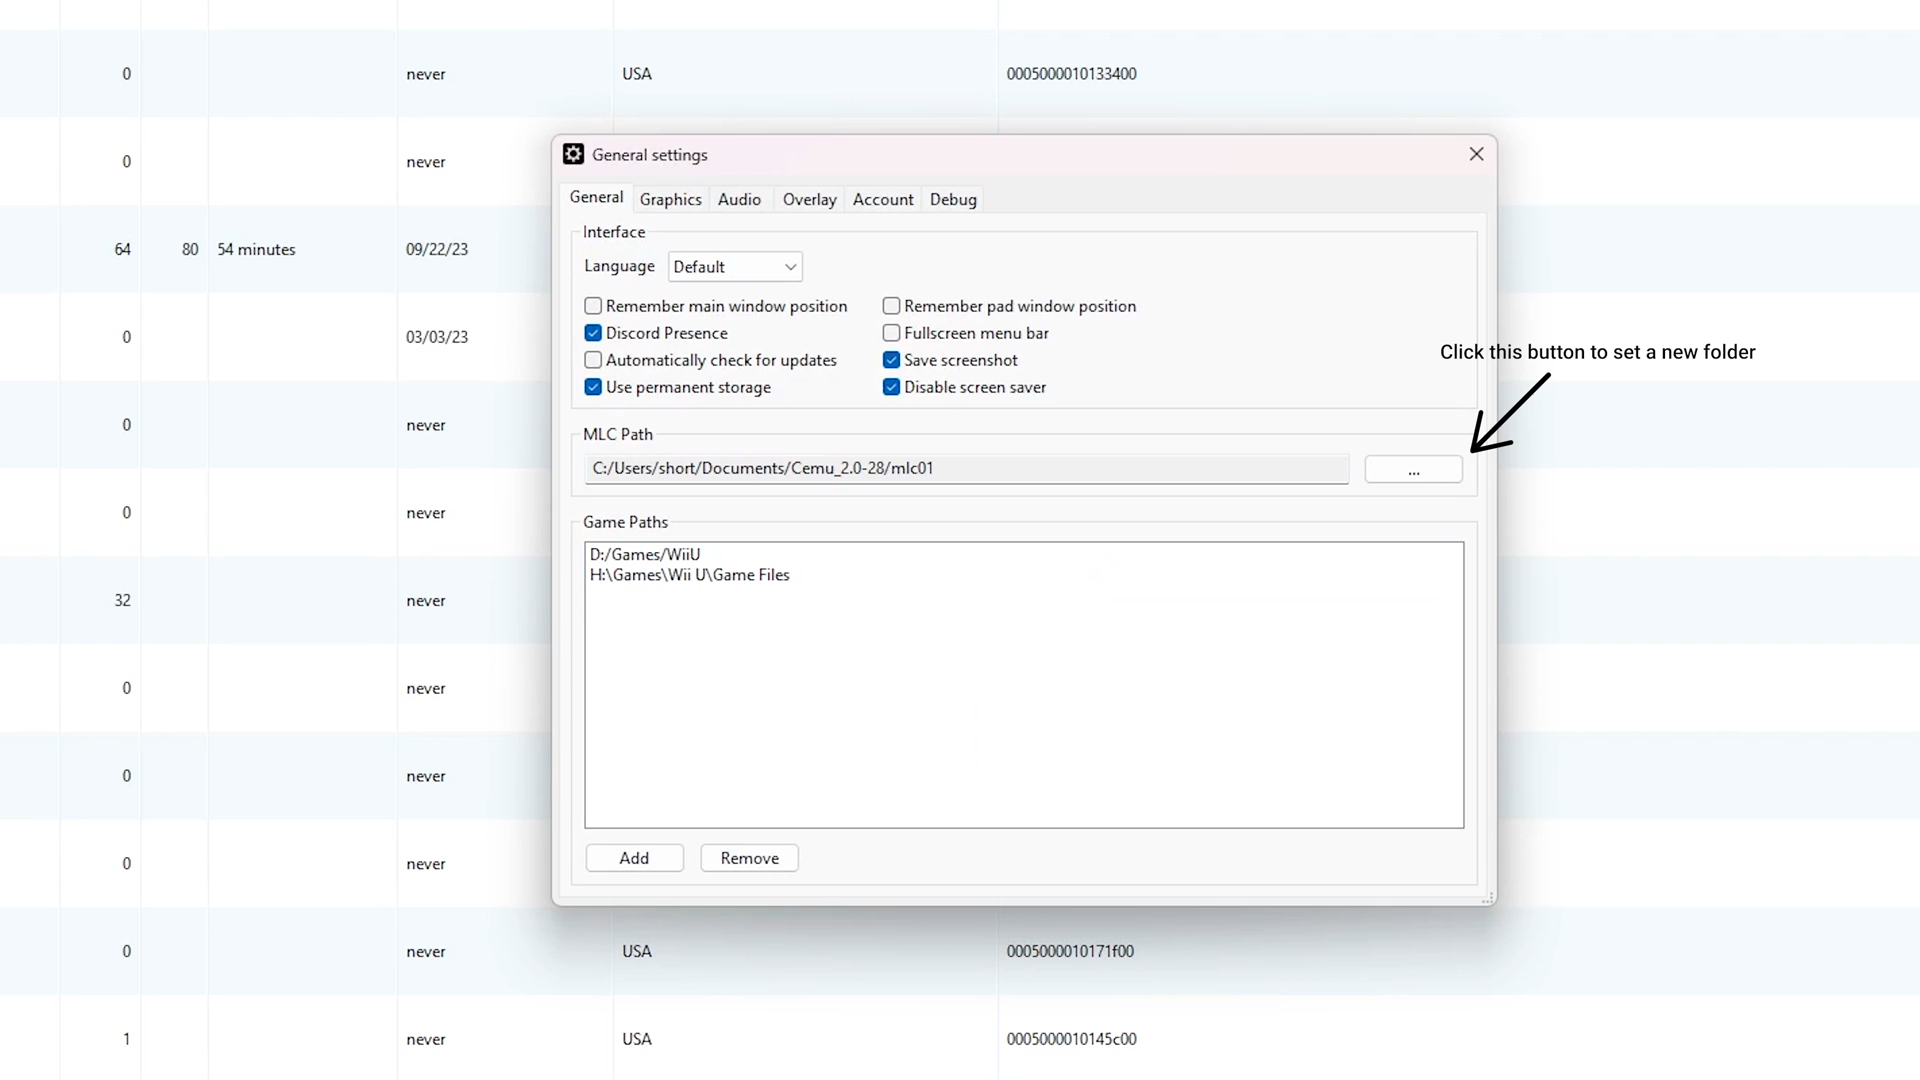 0 never USA 0005000010133400
General settings
0 never
General Graphics Audio Overlay Account Debug
Interface
64 80 54 minutes 09/22/23
Language Default
Remember main window position Remember pad window position
Discord Presence Fullscreen menu bar
0 03/03/23
Click this button to set a new folder
Automatically check for updates Save screenshot
Use permanent storage Disable screen saver
0 never
MLC Path
C:/Users/short/Documents/Cemu_2.0-28/mlc01 ...
0 never
Game Paths
D:/Games/WiiU
H:\Games\Wii U\Game Files
32 never
0 never
0 never
0 never
Add Remove
0 never USA 0005000010171f00
1 never USA 0005000010145c00